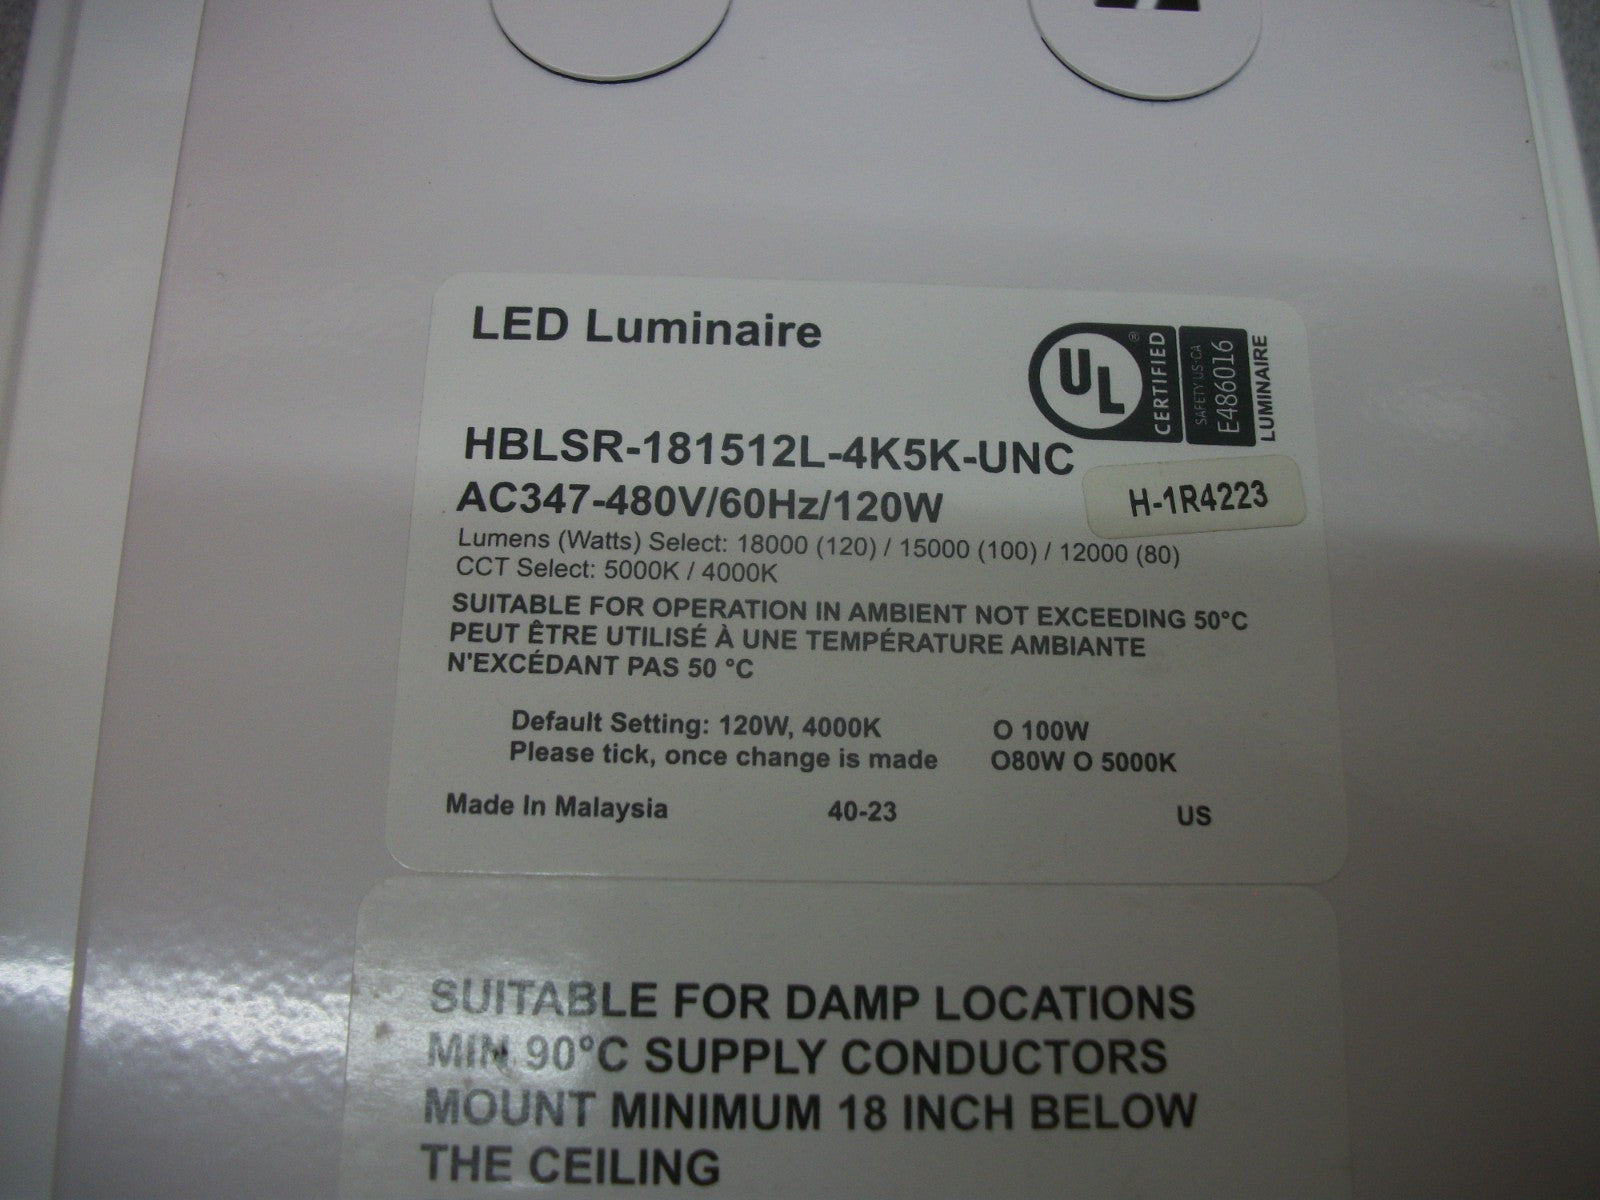 LED Luminaire
UL ® CERTIFIED
SAFETY US·CA
E486016
LUMINAIRE
HBLSR-181512L-4K5K-UNC
AC347-480V/60Hz/120W
H-1R4223
Lumens (Watts) Select: 18000 (120) / 15000 (100) / 12000 (80)
CCT Select: 5000K / 4000K
SUITABLE FOR OPERATION IN AMBIENT NOT EXCEEDING 50°C
PEUT ÊTRE UTILISÉ À UNE TEMPÉRATURE AMBIANTE
N'EXCÉDANT PAS 50 °C
Default Setting: 120W, 4000K O 100W
Please tick, once change is made O80W O 5000K
Made In Malaysia 40-23 US
SUITABLE FOR DAMP LOCATIONS
MIN 90°C SUPPLY CONDUCTORS
MOUNT MINIMUM 18 INCH BELOW
THE CEILING